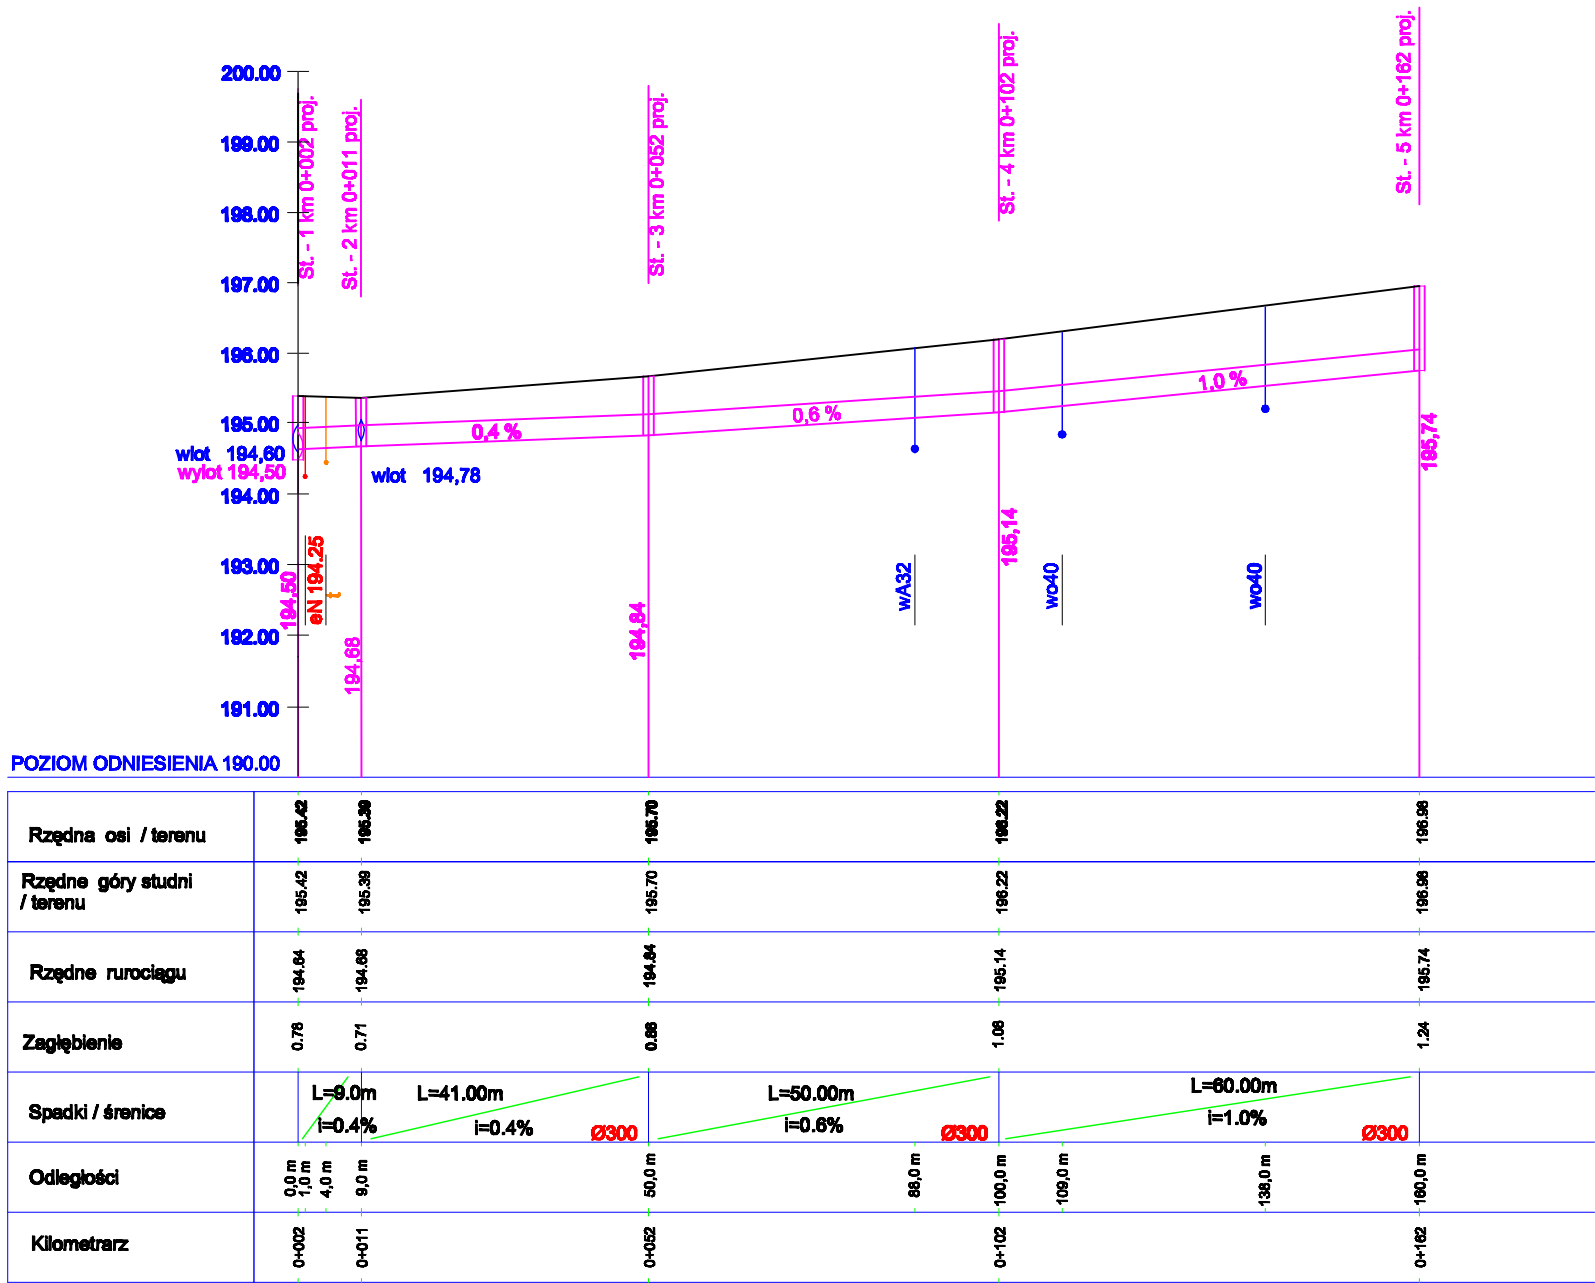 200.00
199.00
198.00
197.00
196.00
195.00
194.00
193.00
192.00
191.00
St. - 1 km 0+002 proj.
St. - 2 km 0+011 proj.
St. - 3 km 0+052 proj.
St. - 4 km 0+102 proj.
St. - 5 km 0+162 proj.
0,4 %
0,6 %
1,0 %
wlot 194,60
wylot 194,50
wlot 194,78
194,50
eN 194.25
t
194,68
194,84
195,14
195,74
wA32
wo40
wo40
POZIOM ODNIESIENIA 190.00
Rzędna osi / terenu
195.42
195.39
195.70
196.22
196.98
Rzędne góry studni
/ terenu
195.42
195.39
195.70
196.22
196.98
Rzędne rurociągu
194.64
194.68
194.84
195.14
195.74
Zagłębienie
0.78
0.71
0.86
1.08
1.24
Spadki / śrenice
L=9.0m
i=0.4%
L=41.00m
i=0.4%
Ø300
L=50.00m
i=0.6%
Ø300
L=60.00m
i=1.0%
Ø300
Odległości
0,0 m
1,0 m
4,0 m
9,0 m
50,0 m
88,0 m
100,0 m
109,0 m
138,0 m
160,0 m
Kilometrarz
0+002
0+011
0+052
0+102
0+162